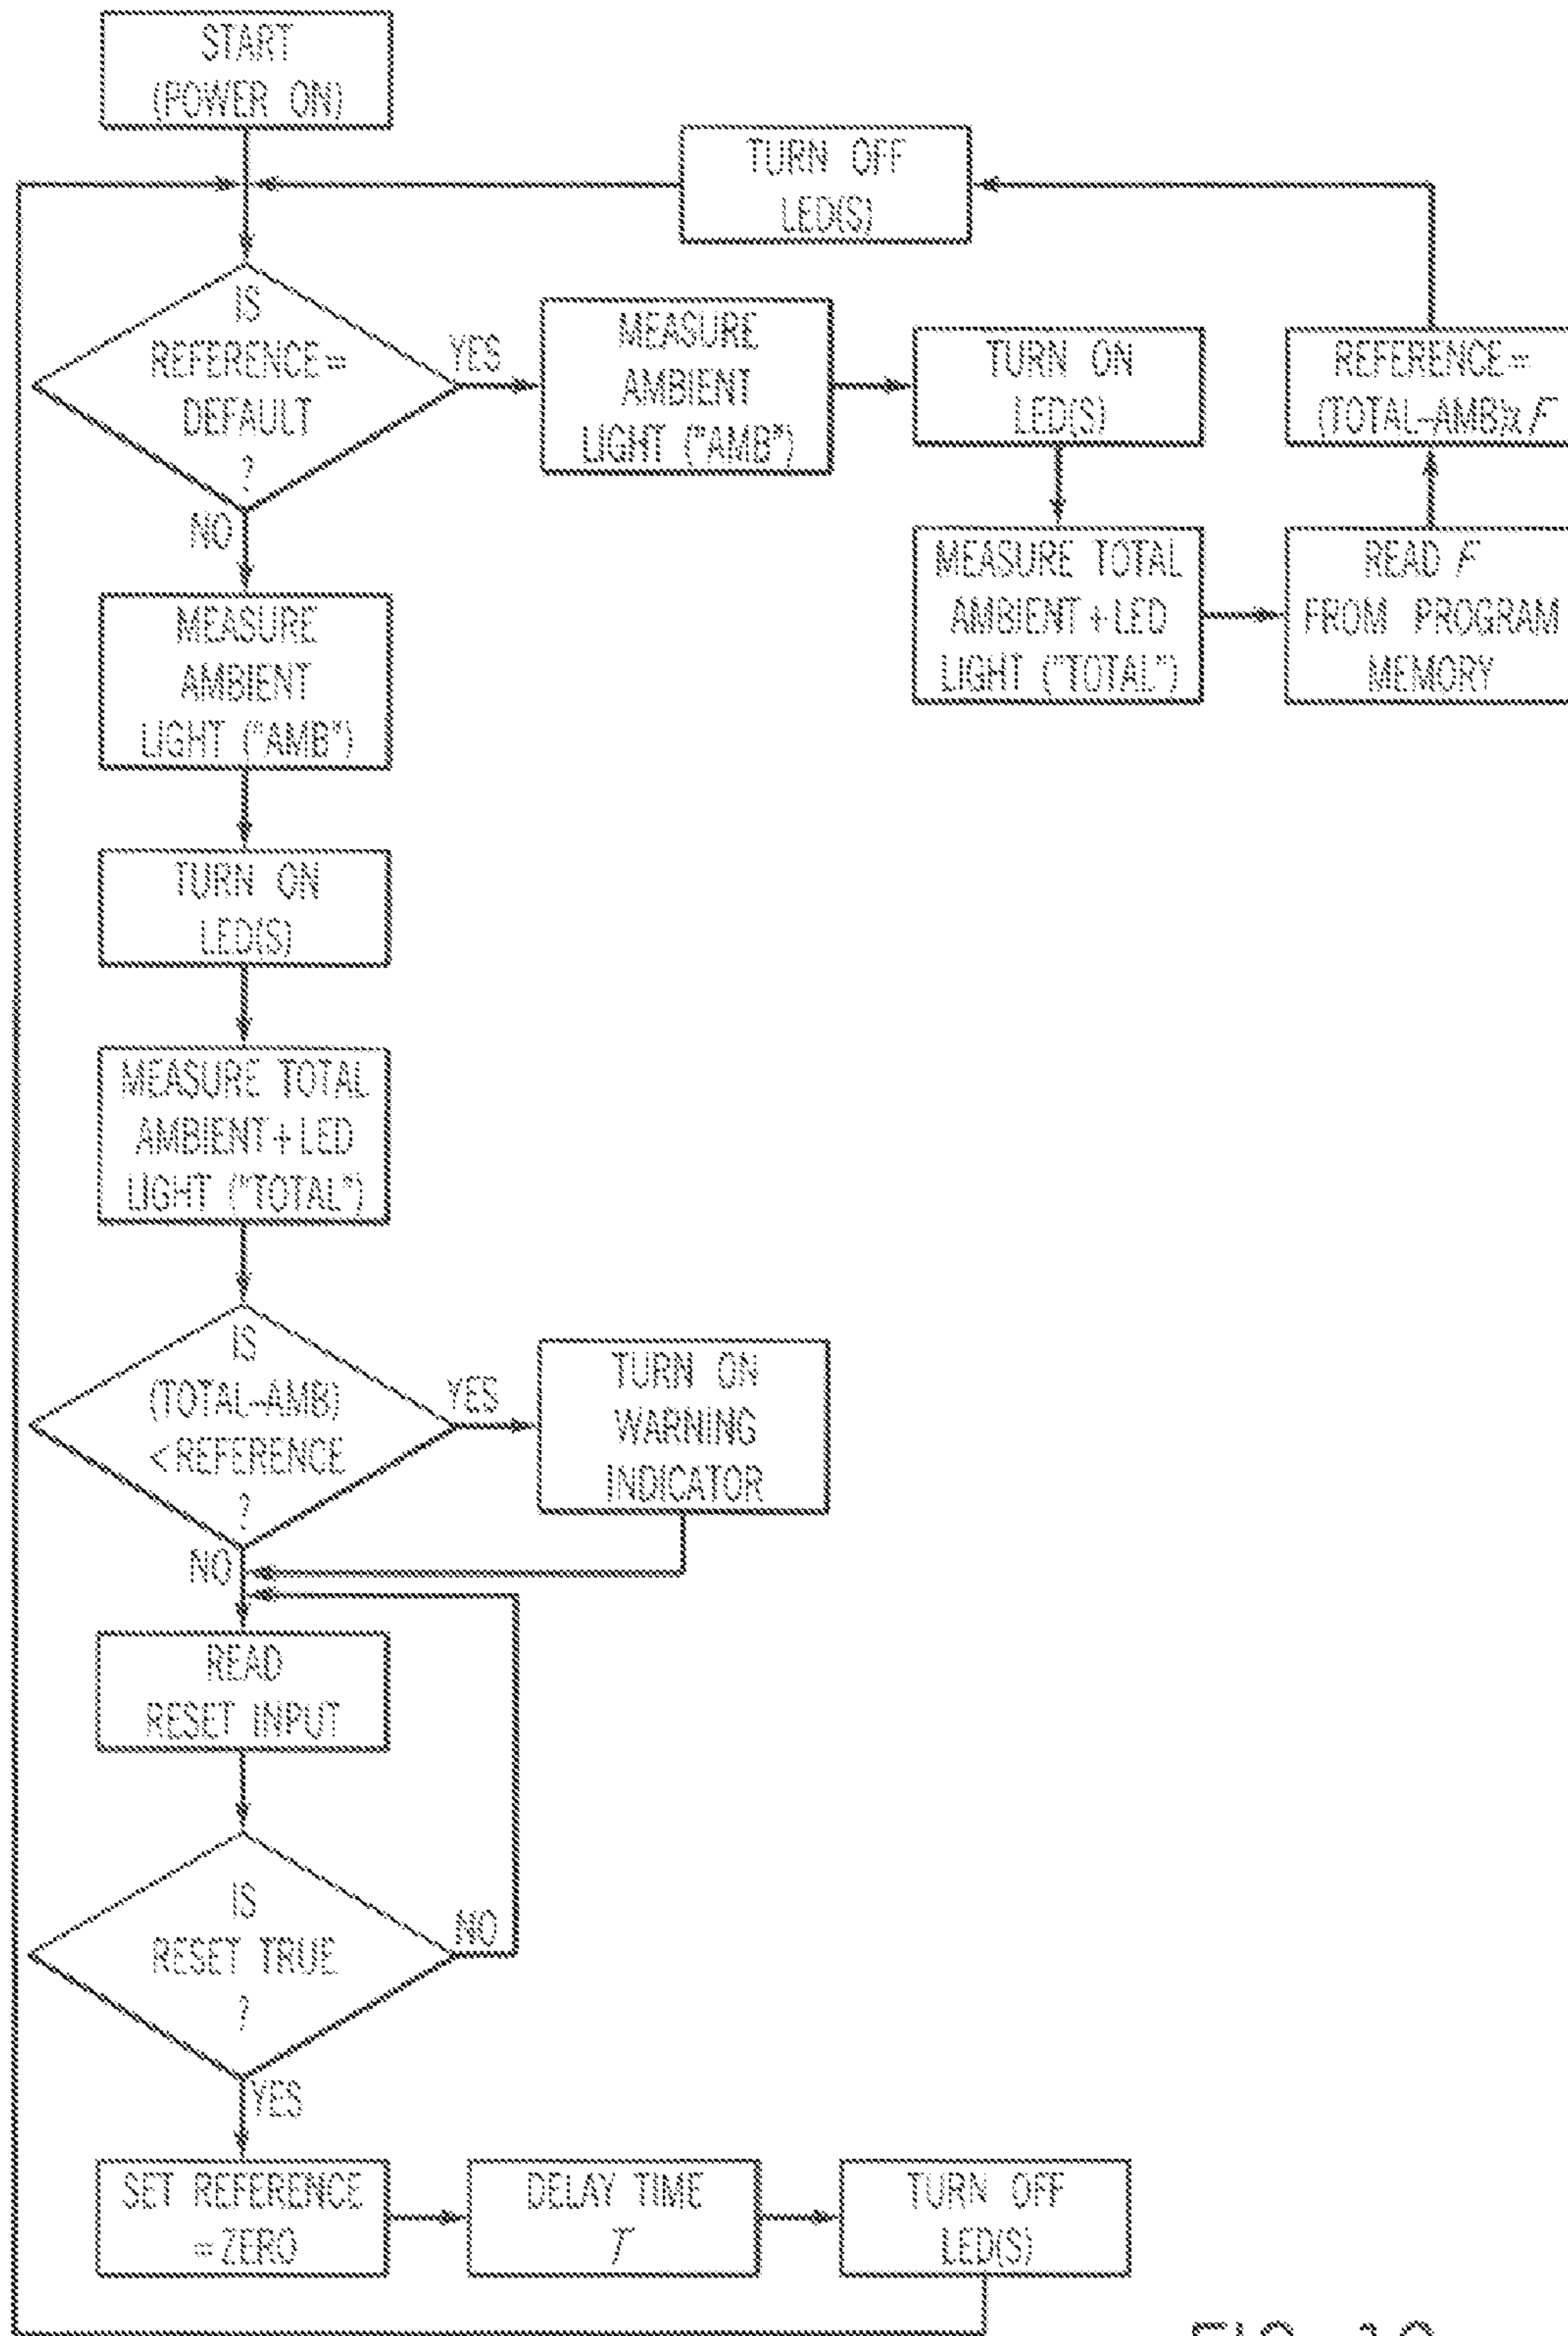 START
(POWER ON)
TURN OFF
LED(S)
IS
REFERENCE=
DEFAULT
?
YES
NO
MEASURE
AMBIENT
LIGHT ("AMB")
TURN ON
LED(S)
REFERENCE=
(TOTAL-AMB)x F
MEASURE TOTAL
AMBIENT+LED
LIGHT ("TOTAL")
READ F
FROM PROGRAM
MEMORY
MEASURE
AMBIENT
LIGHT ("AMB")
TURN ON
LED(S)
MEASURE TOTAL
AMBIENT+LED
LIGHT ("TOTAL")
IS
(TOTAL-AMB)
<REFERENCE
?
YES
NO
TURN ON
WARNING
INDICATOR
READ
RESET INPUT
IS
RESET TRUE
?
NO
YES
SET REFERENCE
=ZERO
DELAY TIME
T
TURN OFF
LED(S)